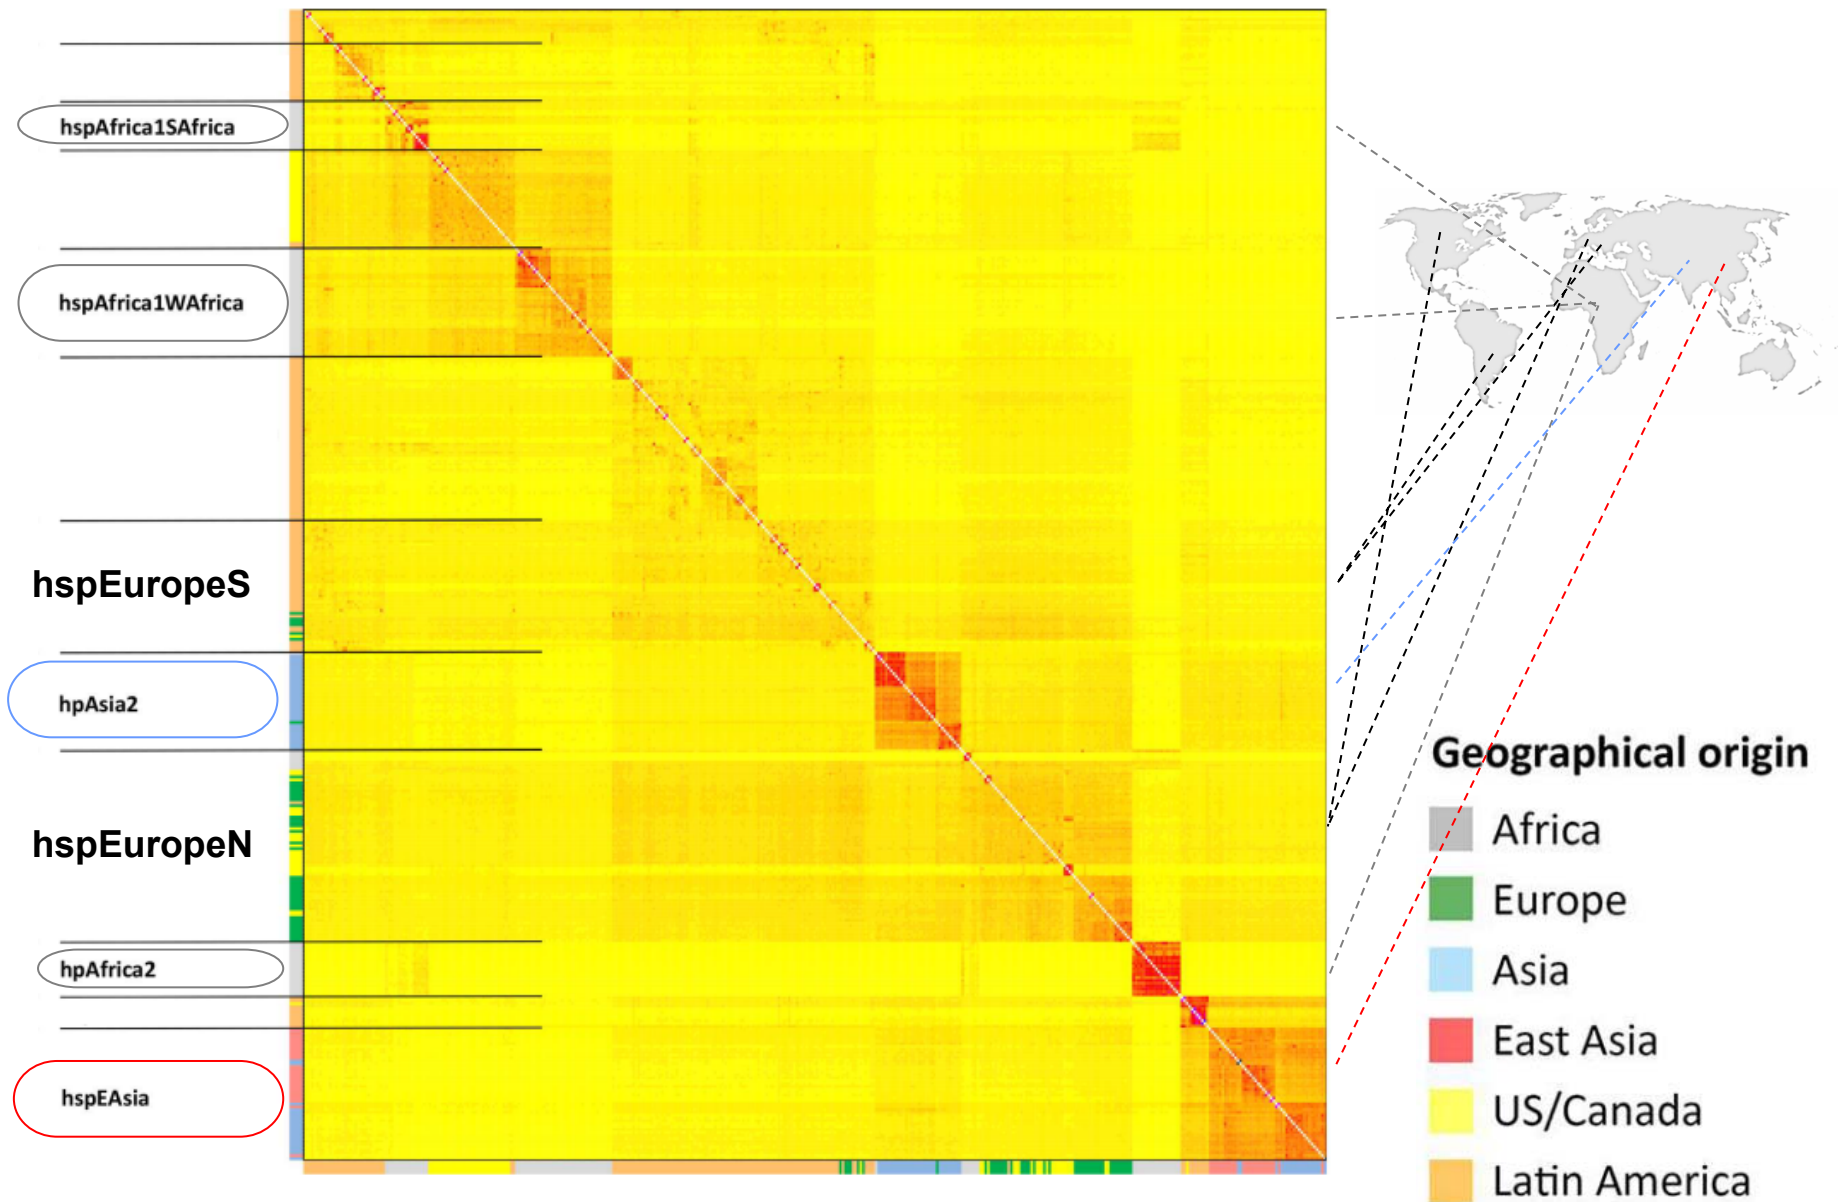 hspAfrica1SAfrica
hspAfrica1WAfrica
hspEuropeS
hpAsia2
hspEuropeN
hpAfrica2
hspEAsia
Geographical origin
Africa
Europe
Asia
East Asia
US/Canada
Latin America